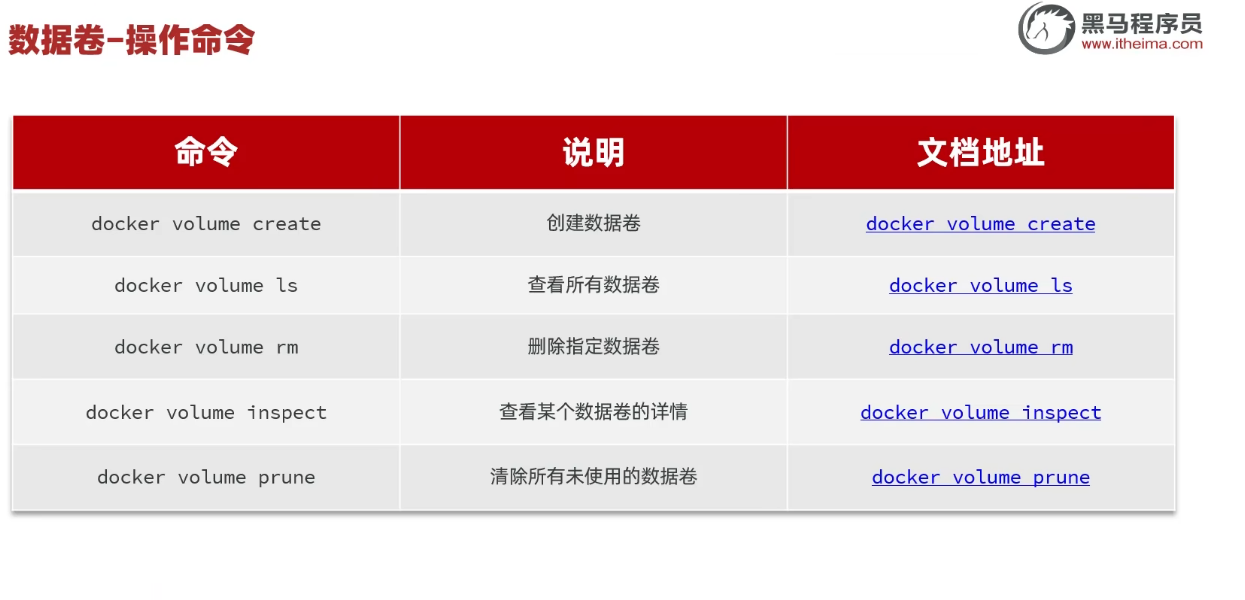 数据卷-操作命令
黑马程序员
www.itheima.com
命令 说明 文档地址
docker volume create 创建数据卷 docker volume create
docker volume ls 查看所有数据卷 docker volume ls
docker volume rm 删除指定数据卷 docker volume rm
docker volume inspect 查看某个数据卷的详情 docker volume inspect
docker volume prune 清除所有未使用的数据卷 docker volume prune